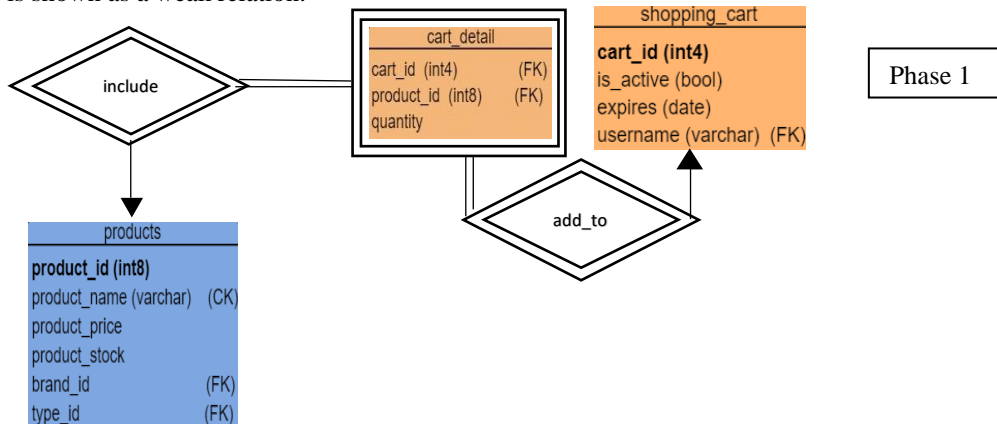 is shown as a weak relation.
shopping_cart
cart_id (int4)
is_active (bool)
expires (date)
username (varchar) (FK)
cart_detail
cart_id (int4) (FK)
product_id (int8) (FK)
quantity
Phase 1
include
add_to
products
product_id (int8)
product_name (varchar) (CK)
product_price
product_stock
brand_id (FK)
type_id (FK)